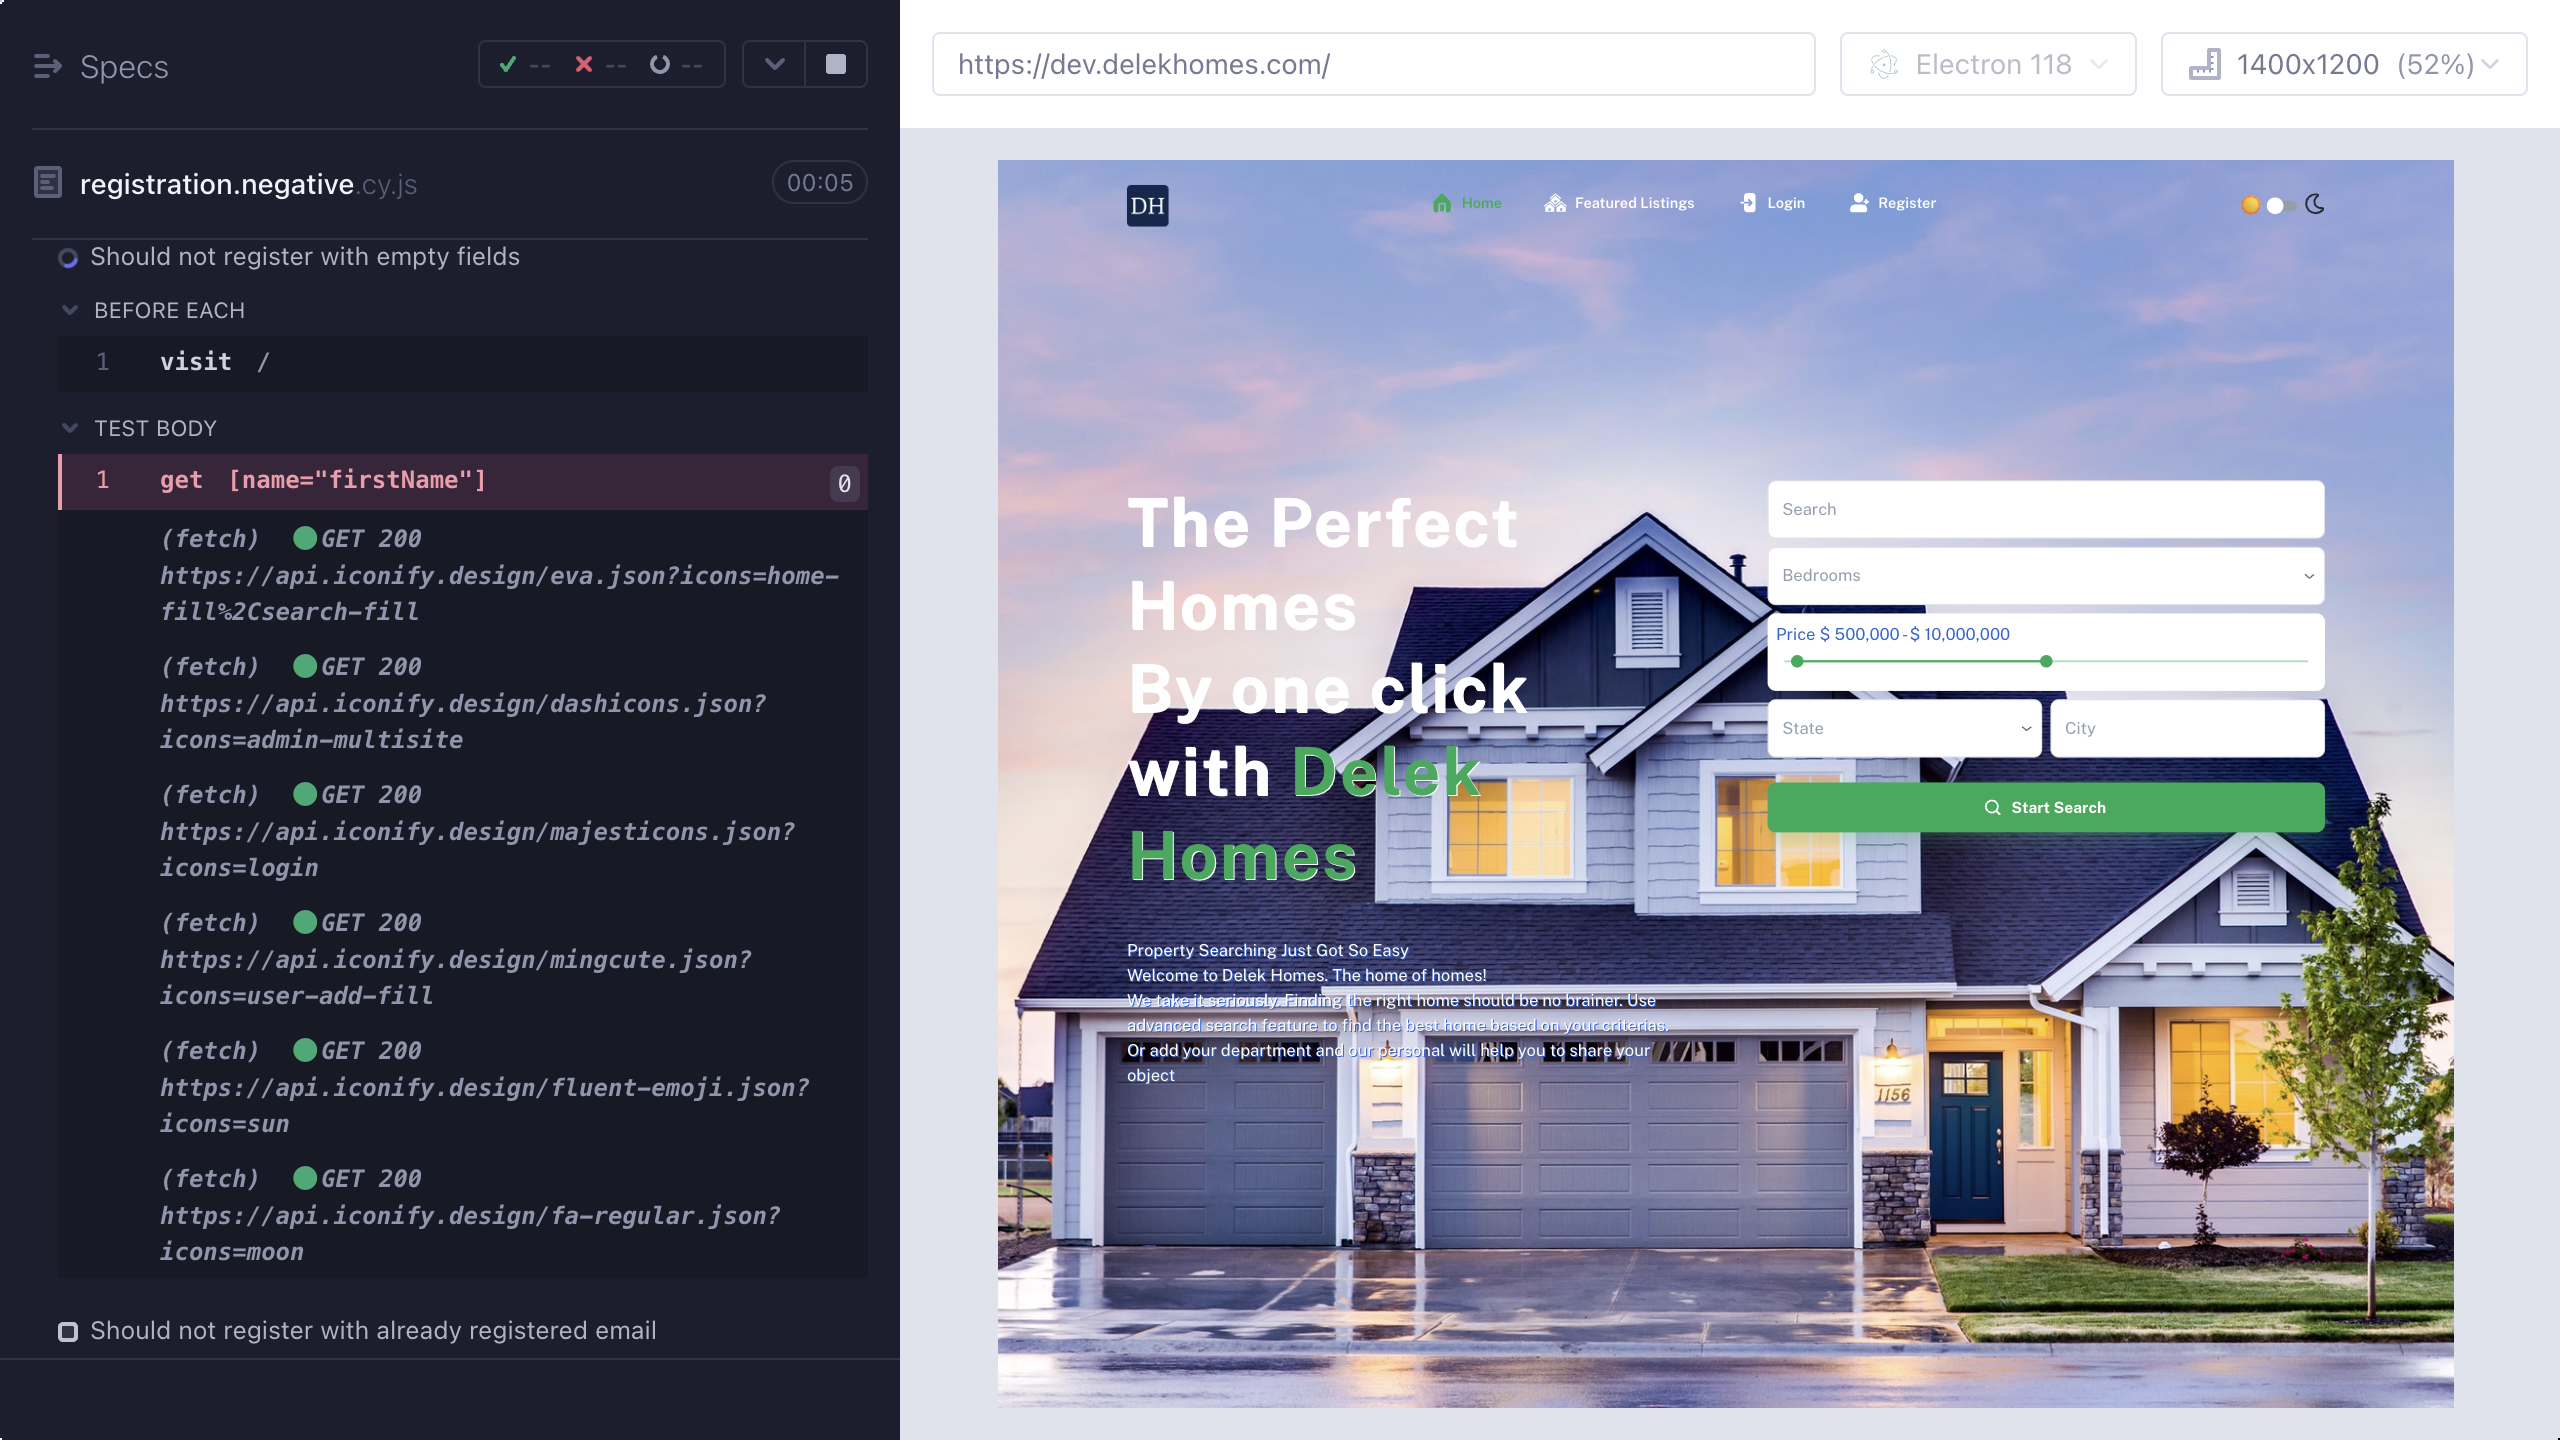 Specs
-- -- --
https://dev.delekhomes.com/
Electron 118
1400x1200 (52%)
registration.negative.cy.js
00:05
Should not register with empty fields
BEFORE EACH
1 visit /
TEST BODY
1 get [name="firstName"] 0
(fetch) GET 200
https://api.iconify.design/eva.json?icons=home-
fill%2Csearch-fill
(fetch) GET 200
https://api.iconify.design/dashicons.json?
icons=admin-multisite
(fetch) GET 200
https://api.iconify.design/majesticons.json?
icons=login
(fetch) GET 200
https://api.iconify.design/mingcute.json?
icons=user-add-fill
(fetch) GET 200
https://api.iconify.design/fluent-emoji.json?
icons=sun
(fetch) GET 200
https://api.iconify.design/fa-regular.json?
icons=moon
Should not register with already registered email
DH
Home
Featured Listings
Login
Register
The Perfect
Homes
By one click
with Delek
Homes
Property Searching Just Got So Easy
Welcome to Delek Homes. The home of homes!
We take it seriously. Finding the right home should be no brainer. Use
advanced search feature to find the best home based on your criterias.
Or add your department and our personal will help you to share your
object
Search
Bedrooms
Price $ 500,000 - $ 10,000,000
State
City
Start Search
1156